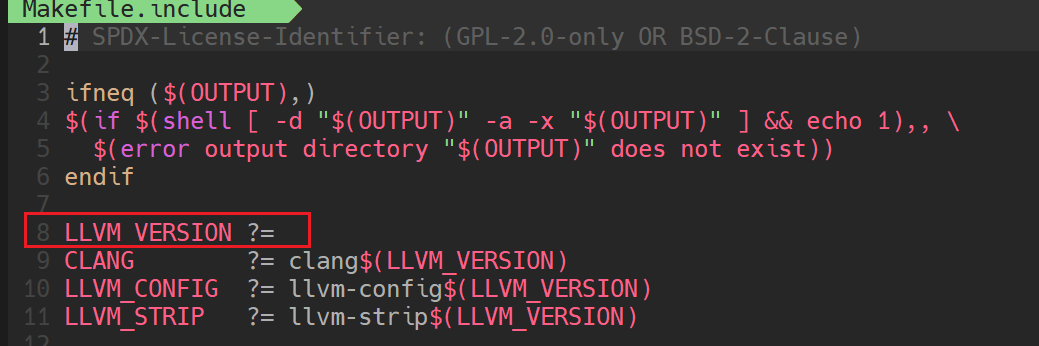 Makefile.include
1 # SPDX-License-Identifier: (GPL-2.0-only OR BSD-2-Clause)
2
3 ifneq ($(OUTPUT),)
4 $(if $(shell [ -d "$(OUTPUT)" -a -x "$(OUTPUT)" ] && echo 1),, \
5   $(error output directory "$(OUTPUT)" does not exist))
6 endif
7
8 LLVM_VERSION ?=
9 CLANG        ?= clang$(LLVM_VERSION)
10 LLVM_CONFIG  ?= llvm-config$(LLVM_VERSION)
11 LLVM_STRIP   ?= llvm-strip$(LLVM_VERSION)
12